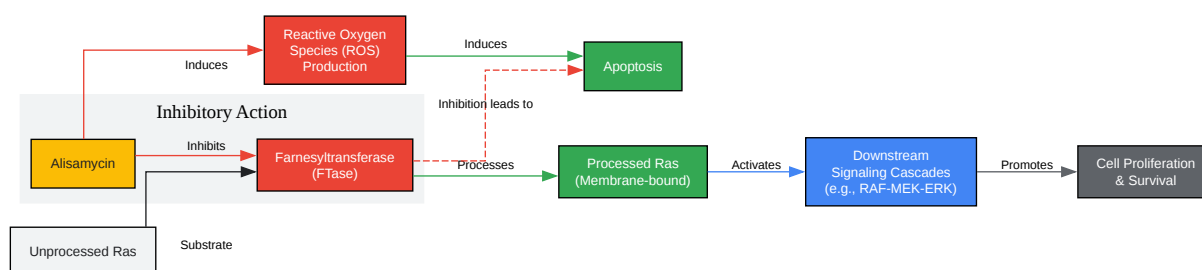 Reactive Oxygen
Species (ROS)
Production
Induces
Induces
Apoptosis
Inhibition leads to
Inhibitory Action
Alisamycin
Inhibits
Farnesyltransferase
(FTase)
Processes
Processed Ras
(Membrane-bound)
Activates
Downstream
Signaling Cascades
(e.g., RAF-MEK-ERK)
Promotes
Cell Proliferation
& Survival
Unprocessed Ras
Substrate